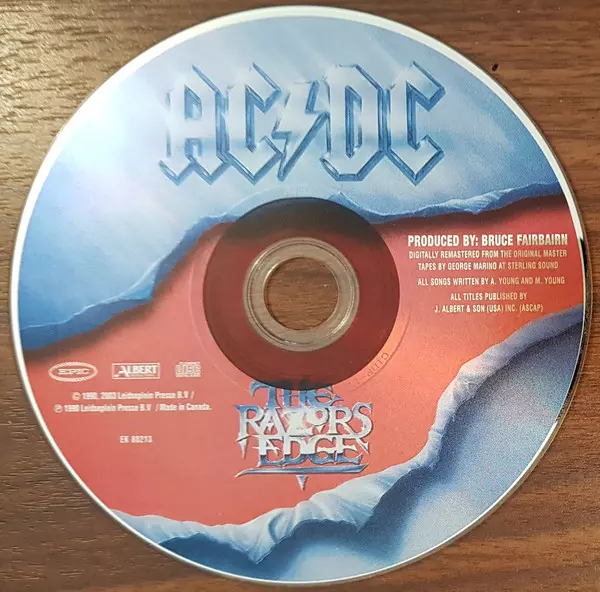 AC/DC
PRODUCED BY: BRUCE FAIRBAIRN
DIGITALLY REMASTERED FROM THE ORIGINAL MASTER
TAPES BY GEORGE MARINO AT STERLING SOUND
ALL SONGS WRITTEN BY A. YOUNG AND M. YOUNG
ALL TITLES PUBLISHED BY
J. ALBERT & SON (USA) INC. (ASCAP)
EPIC
ALBERT
© 1990, 2003 Leidseplein Presse B.V /
℗ 1990 Leidseplein Presse B.V / Made in Canada.
EK 80213
THE
RAZORS
EDGE